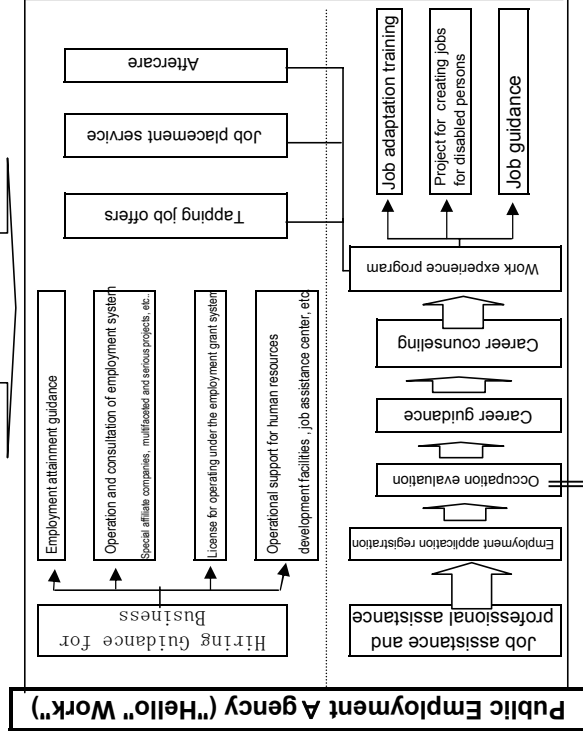 Public Employment Agency ("Hello" Work")
Job assistance and
professional assistance
Employment application registration
Occupation evaluation
Career guidance
Career counseling
Work experience program
Job guidance
Project for creating jobs
for disabled persons
Job adaptation training
Hiring Guidance for
Business
Operational support for human resources
development facilities , job assistance center, etc
License for operating under the employment grant system
Operation and consultation of employment system
Special affiliate companies, multifaceted and serious projects, etc..
Employment attainment guidance
Tapping job offers
Job placement service
Aftercare